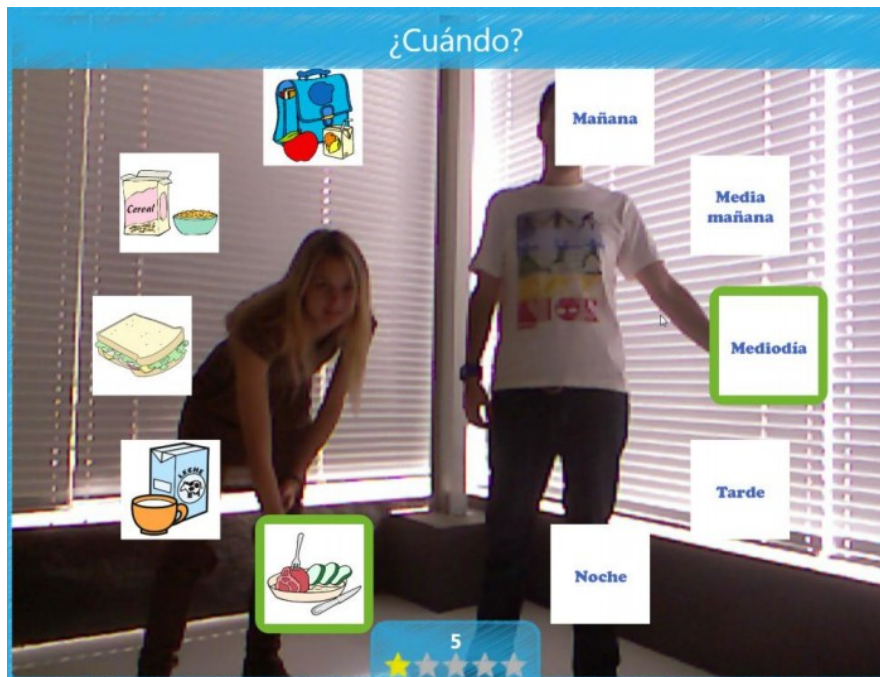 ¿Cuándo?
Mañana
Media
mañana
Cereal
Mediodía
LECHE
Tarde
Noche
5